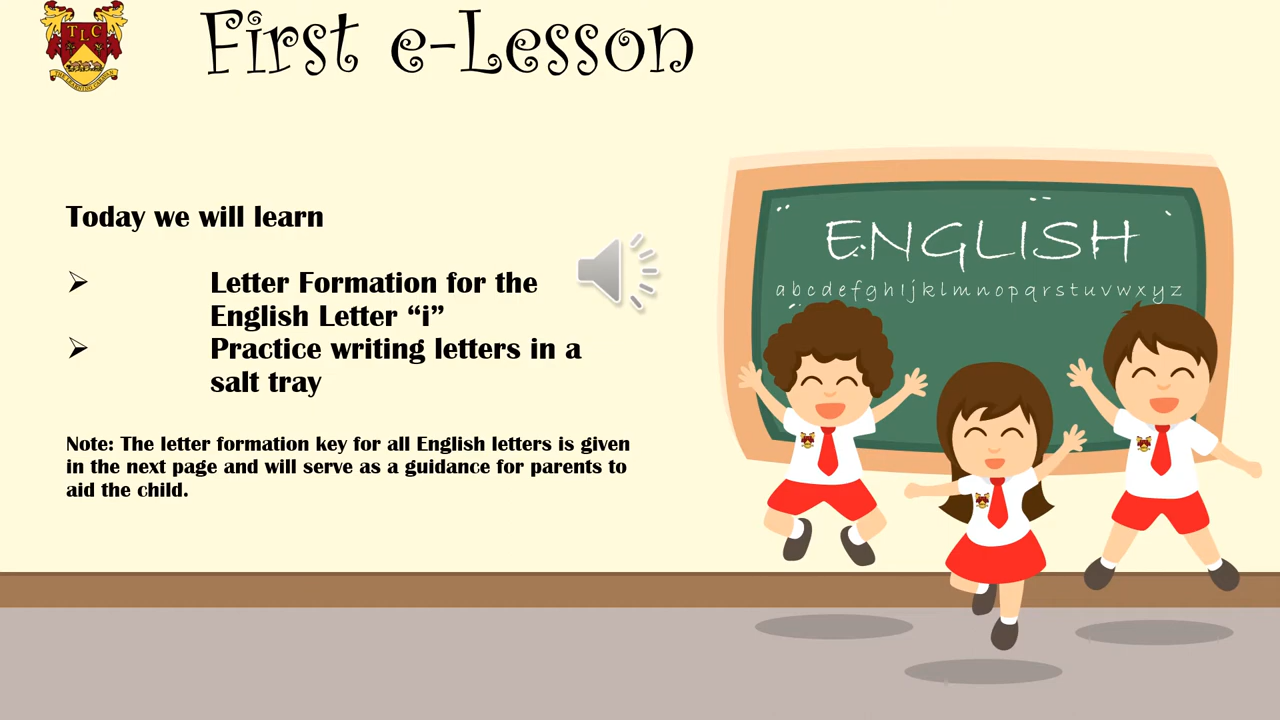 TLC
First e-Lesson
Today we will learn
➢ Letter Formation for the
English Letter “i”
➢ Practice writing letters in a
salt tray
Note: The letter formation key for all English letters is given
in the next page and will serve as a guidance for parents to
aid the child.
ENGLISH
a b c d e f g h i j k l m n o p q r s t u v w x y z